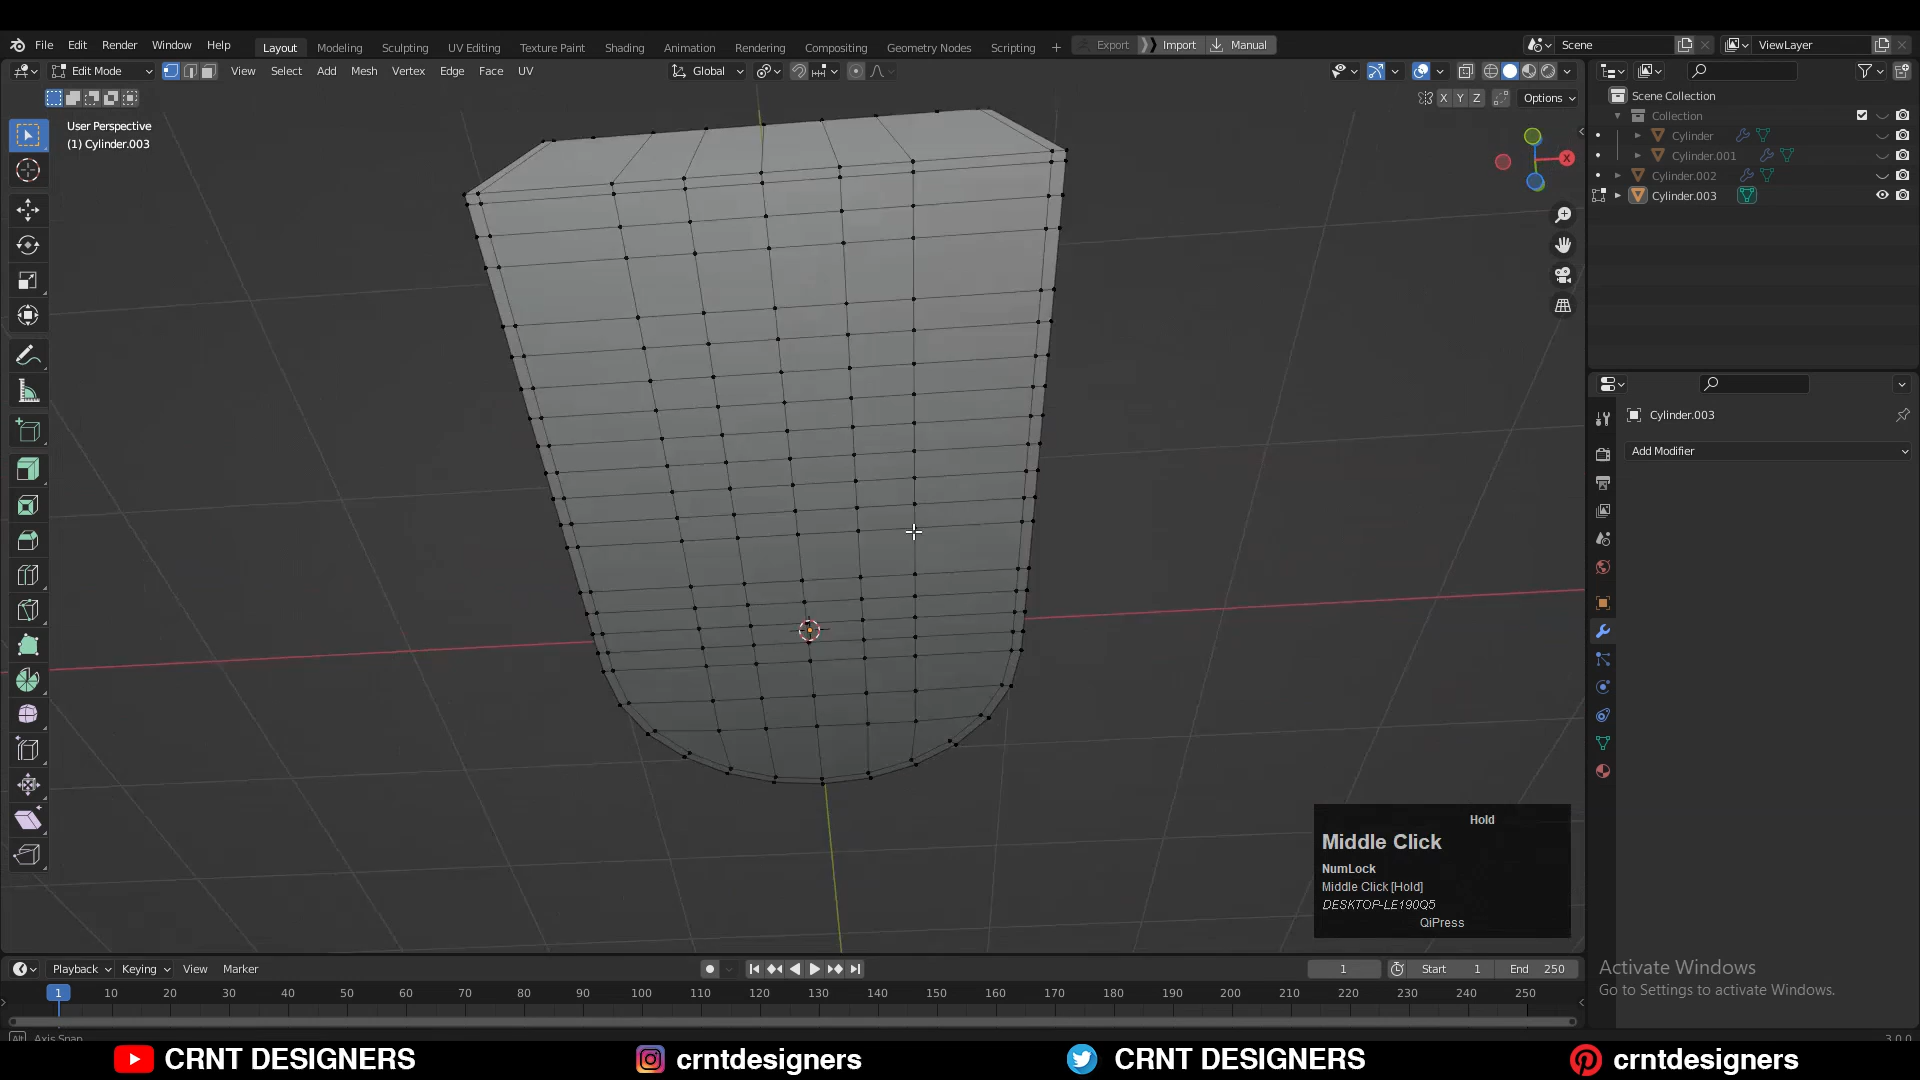 File Edit Render Window Help Layout Modeling Sculpting UV Editing Texture Paint Shading Animation Rendering Compositing Geometry Nodes Scripting + Export Import Manual Scene ViewLayer
Edit Mode View Select Add Mesh Vertex Edge Face UV Global
X Y Z Options
User Perspective
(1) Cylinder.003
X
Scene Collection
Collection
Cylinder
Cylinder.001
Cylinder.002
Cylinder.003
Cylinder.003
Add Modifier
Hold
Middle Click
NumLock
Middle Click [Hold]
DESKTOP-LE190Q5
QiPress
Playback Keying View Marker 1 Start 1 End 250
1 10 20 30 40 50 60 70 80 90 100 110 120 130 140 150 160 170 180 190 200 210 220 230 240 250
Activate Windows
Go to Settings to activate Windows.
Alt Axis Snap 3.0.0
CRNT DESIGNERS crntdesigners CRNT DESIGNERS crntdesigners